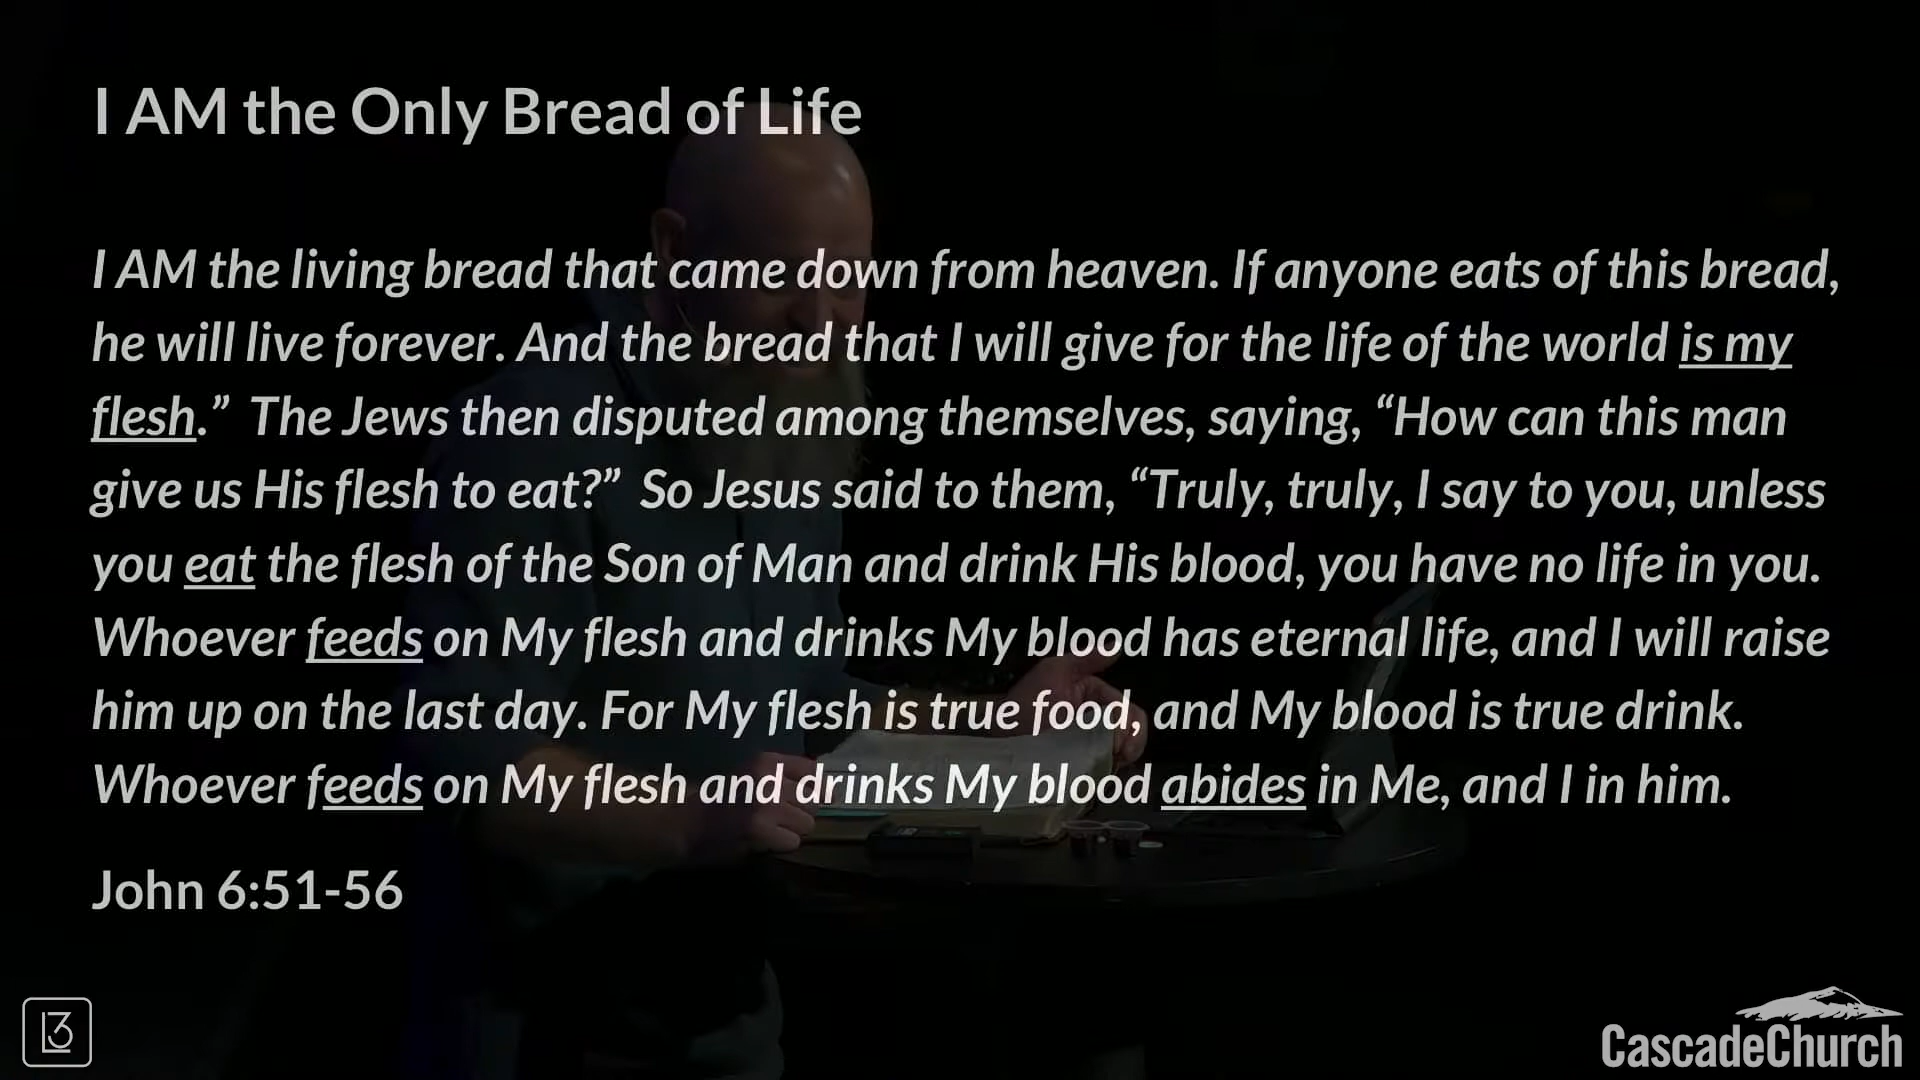 I AM the Only Bread of Life
I AM the living bread that came down from heaven. If anyone eats of this bread,
he will live forever. And the bread that I will give for the life of the world is my
flesh.” The Jews then disputed among themselves, saying, “How can this man
give us His flesh to eat?” So Jesus said to them, “Truly, truly, I say to you, unless
you eat the flesh of the Son of Man and drink His blood, you have no life in you.
Whoever feeds on My flesh and drinks My blood has eternal life, and I will raise
him up on the last day. For My flesh is true food, and My blood is true drink.
Whoever feeds on My flesh and drinks My blood abides in Me, and I in him.
John 6:51-56
L3
CascadeChurch